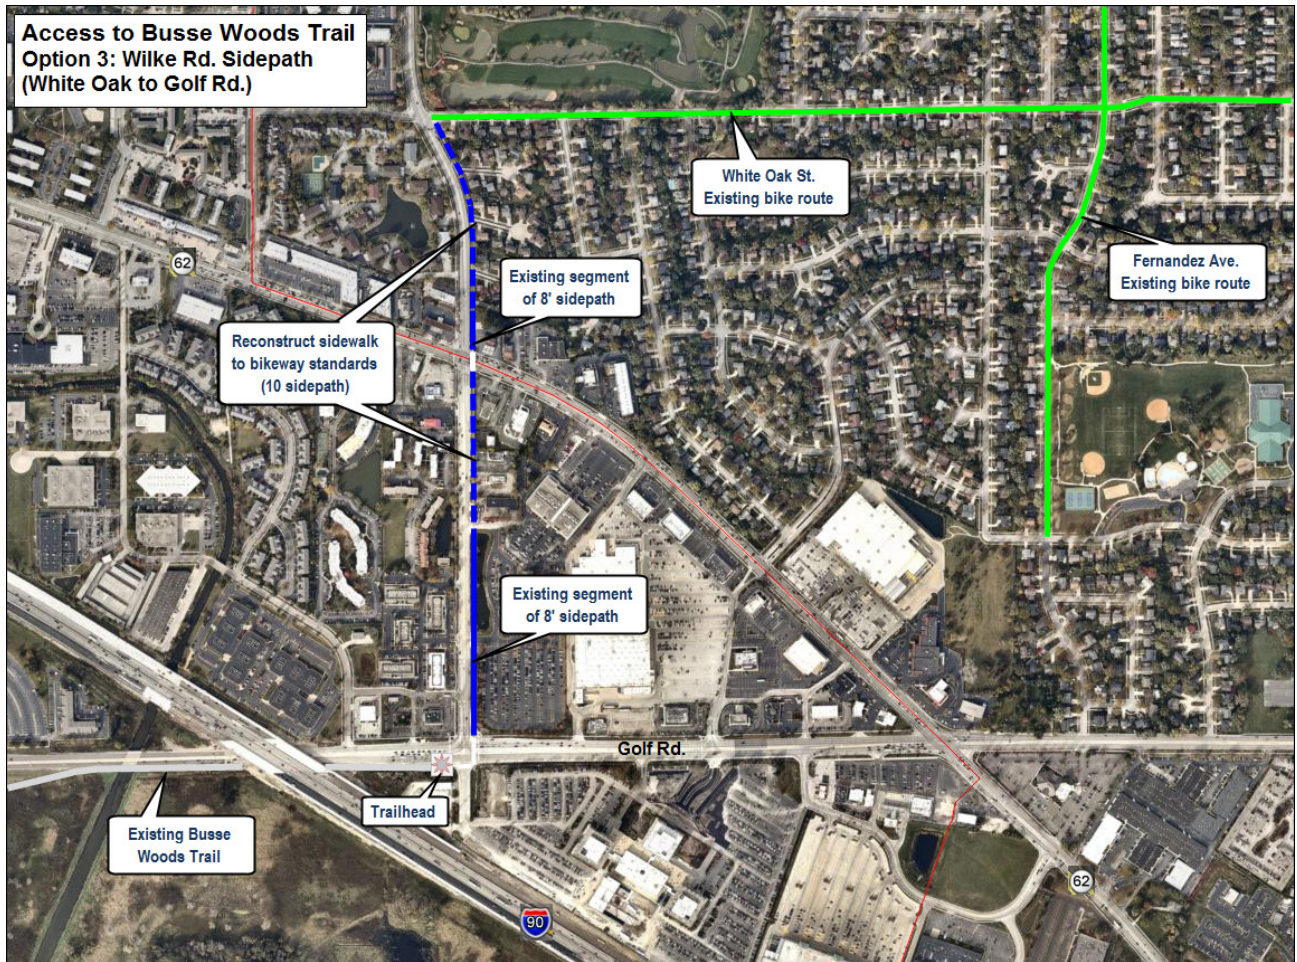 Access to Busse Woods Trail
Option 3: Wilke Rd. Sidepath
(White Oak to Golf Rd.)
White Oak St.
Existing bike route
62
Fernandez Ave.
Existing bike route
Existing segment
of 8' sidepath
Reconstruct sidewalk
to bikeway standards
(10 sidepath)
Existing segment
of 8' sidepath
Golf Rd.
Trailhead
Existing Busse
Woods Trail
62
90